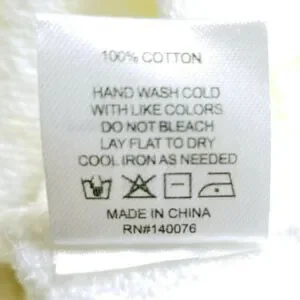 100% COTTON
HAND WASH COLD
WITH LIKE COLORS
DO NOT BLEACH
LAY FLAT TO DRY
COOL IRON AS NEEDED
MADE IN CHINA
RN#140076